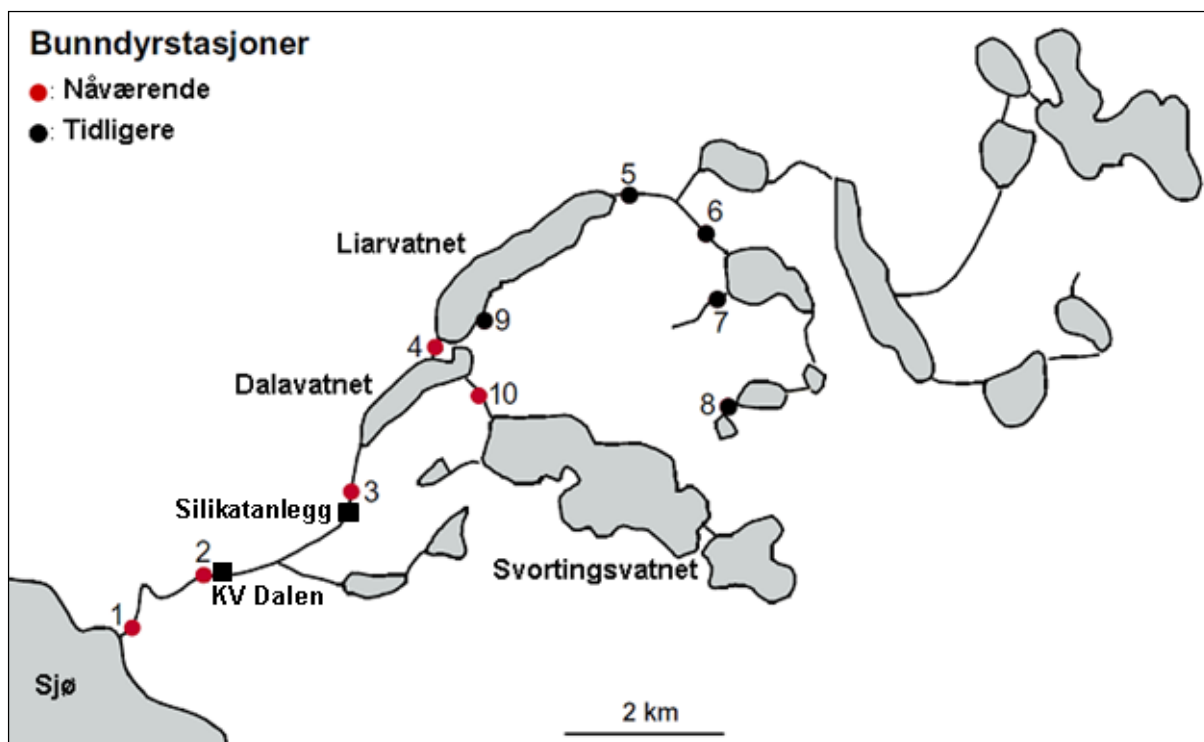 Bunndyrstasjoner
: Nåværende
: Tidligere
5
6
Liarvatnet
7
9
4
Dalavatnet
10
8
3
Silikatanlegg
2
KV Dalen
Svortingsvatnet
1
Sjø
2 km